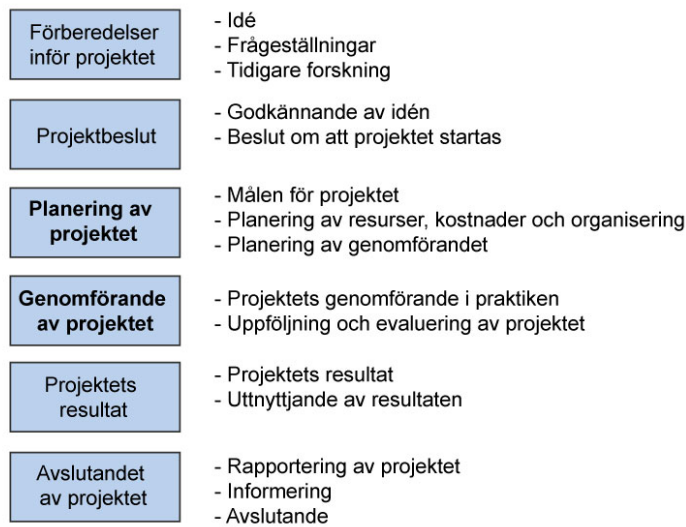 Förberedelser
inför projektet
- Idé
- Frågeställningar
- Tidigare forskning
Projektbeslut
- Godkännande av idén
- Beslut om att projektet startas
Planering av
projektet
- Målen för projektet
- Planering av resurser, kostnader och organisering
- Planering av genomförandet
Genomförande
av projektet
- Projektets genomförande i praktiken
- Uppföljning och evaluering av projektet
Projektets
resultat
- Projektets resultat
- Uttnyttjande av resultaten
Avslutandet
av projektet
- Rapportering av projektet
- Informering
- Avslutande